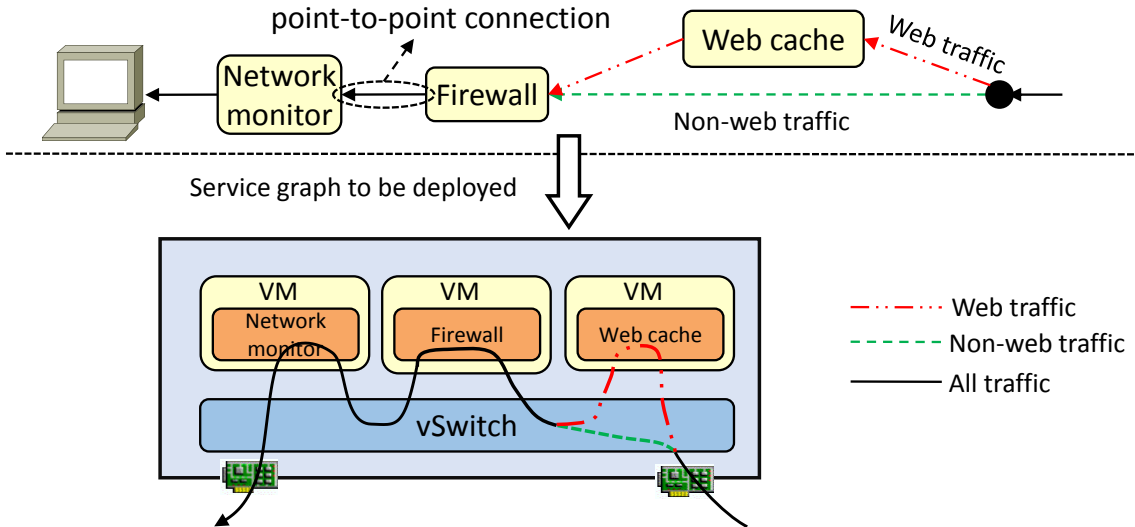 point-to-point connection
Web cache
Web traffic
Network
monitor
Firewall
Non-web traffic
Service graph to be deployed
VM
VM
VM
Network
monitor
Firewall
Web cache
vSwitch
Web traffic
Non-web traffic
All traffic